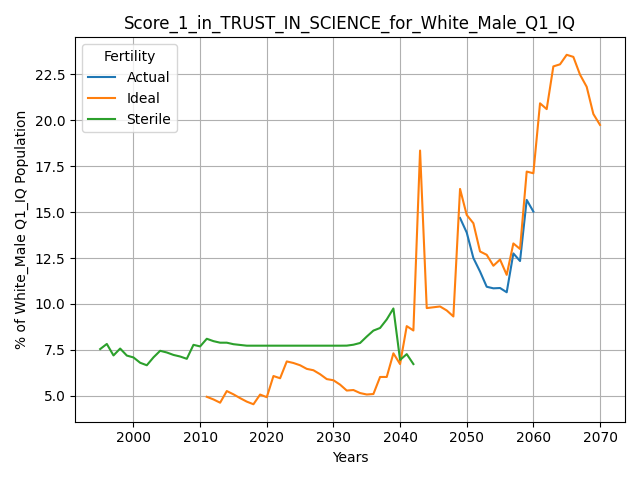 Score_1_in_TRUST_IN_SCIENCE_for_White_Male_Q1_IQ
Fertility
Actual
Ideal
Sterile
% of White_Male Q1_IQ Population
22.5
20.0
17.5
15.0
12.5
10.0
7.5
5.0
2000 2010 2020 2030 2040 2050 2060 2070
Years